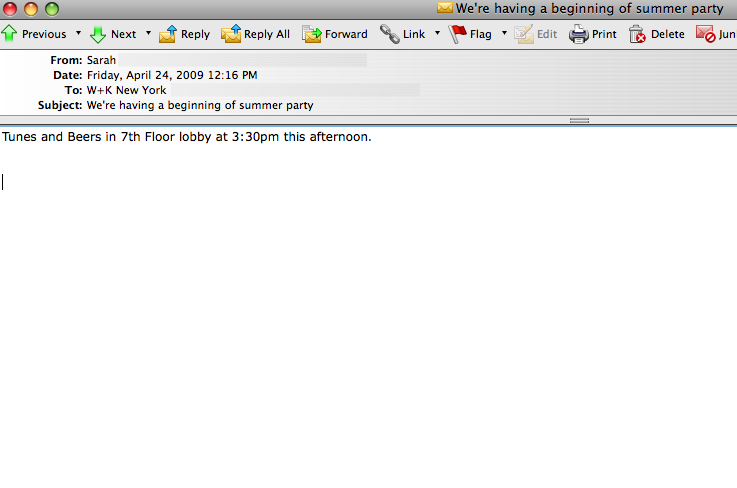 We're having a beginning of summer party
Previous Next Reply Reply All Forward Link Flag Edit Print Delete Jun
From: Sarah
Date: Friday, April 24, 2009 12:16 PM
To: W+K New York
Subject: We're having a beginning of summer party
Tunes and Beers in 7th Floor lobby at 3:30pm this afternoon.